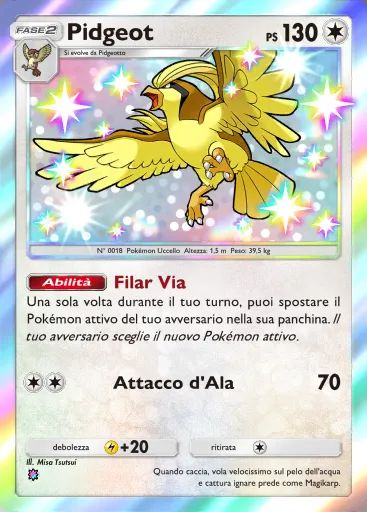 FASE 2
Pidgeot
PS 130
Si evolve da Pidgeotto
N° 0018 Pokémon Uccello Altezza: 1,5 m Peso: 39,5 kg
Abilità Filar Via
Una sola volta durante il tuo turno, puoi spostare il
Pokémon attivo del tuo avversario nella sua panchina. Il
tuo avversario sceglie il nuovo Pokémon attivo.
Attacco d'Ala 70
debolezza +20 ritirata
Ill. Misa Tsutsui
Quando caccia, vola velocissimo sul pelo dell'acqua
e cattura ignare prede come Magikarp.